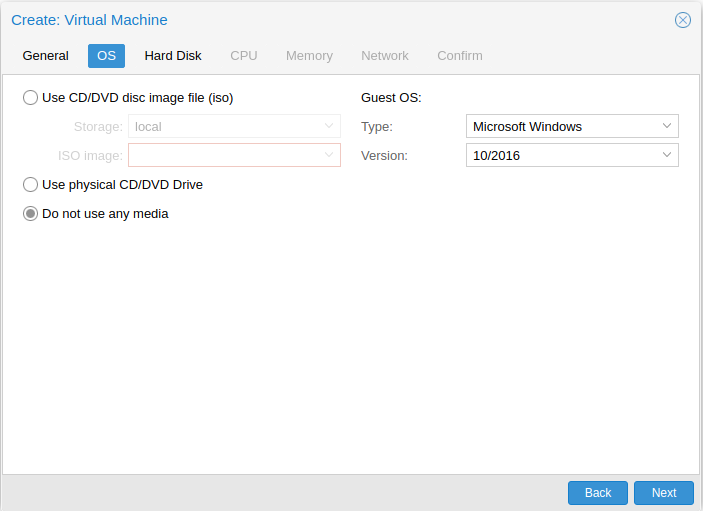 Create: Virtual Machine
General OS Hard Disk CPU Memory Network Confirm
Use CD/DVD disc image file (iso) Guest OS:
Storage: local Type: Microsoft Windows
ISO image: Version: 10/2016
Use physical CD/DVD Drive
Do not use any media
Back Next